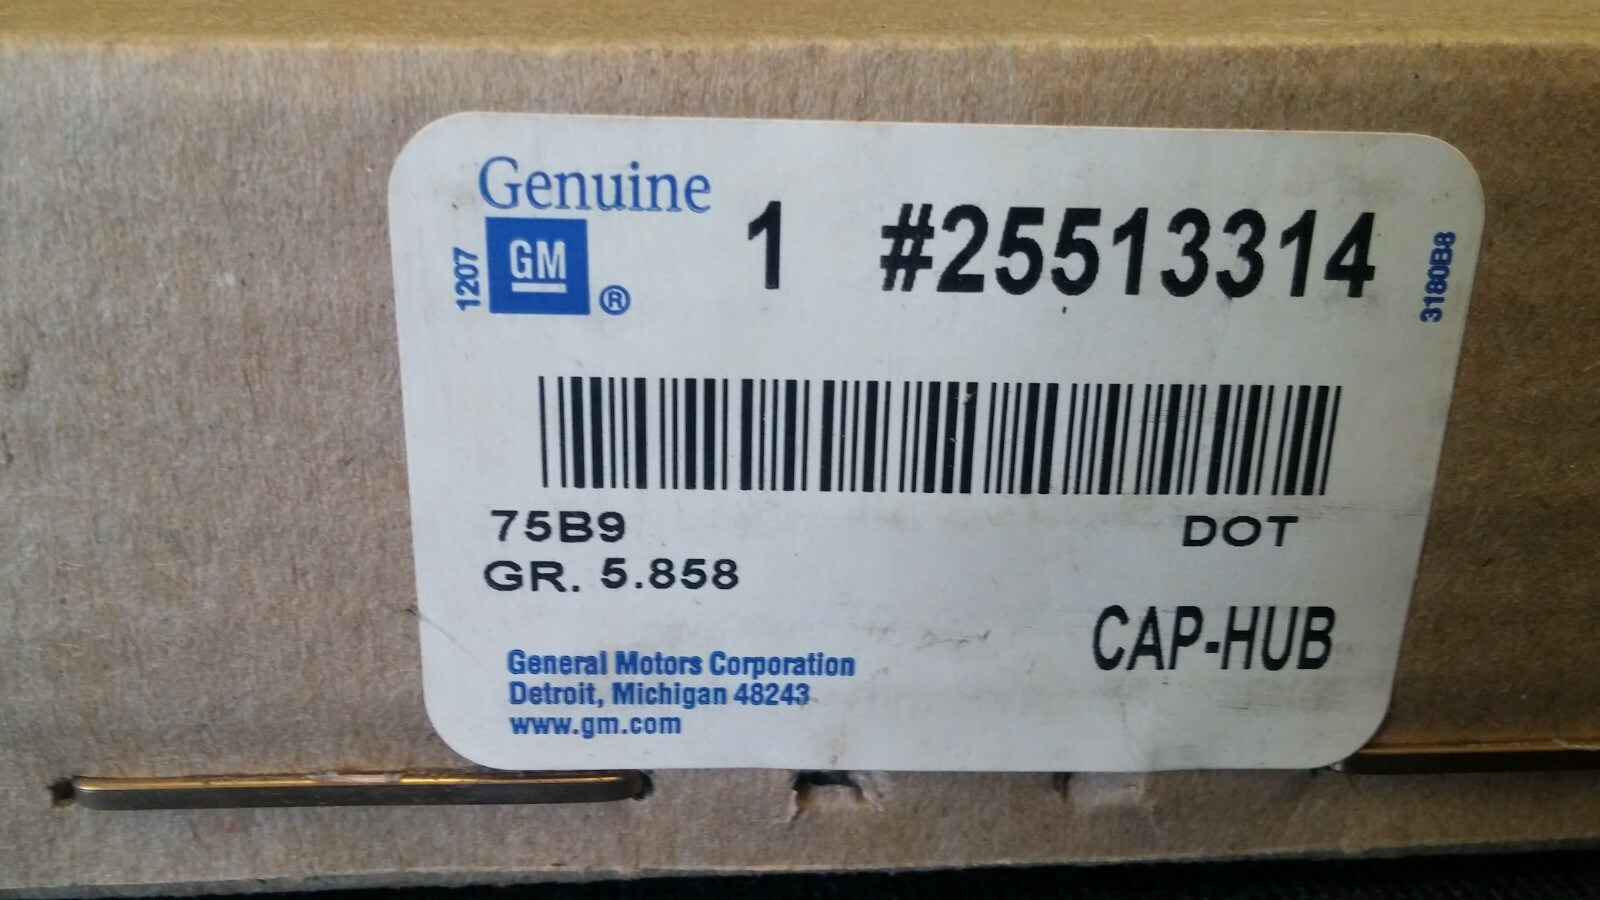 Genuine
1207
GM
®
1 #25513314
3180B8
75B9
DOT
GR. 5.858
CAP-HUB
General Motors Corporation
Detroit, Michigan 48243
www.gm.com